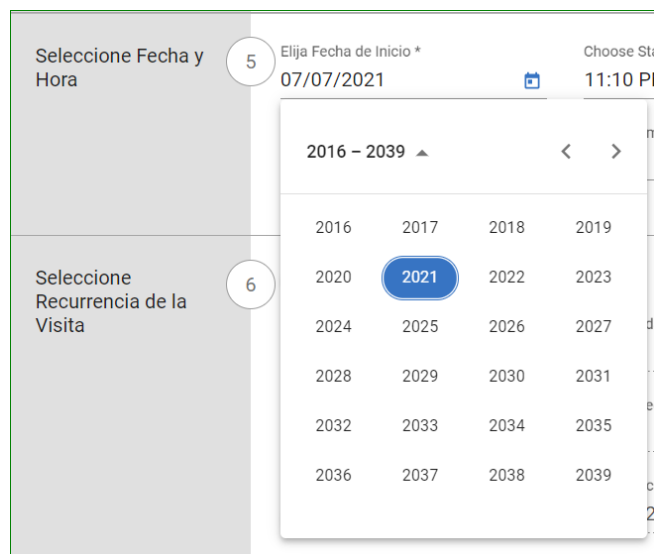 Seleccione Fecha y
Hora
5
Elija Fecha de Inicio *
07/07/2021
Choose
11:10
2016 – 2039
2016 2017 2018 2019
2020 2021 2022 2023
2024 2025 2026 2027
2028 2029 2030 2031
2032 2033 2034 2035
2036 2037 2038 2039
Seleccione
Recurrencia de la
Visita
6